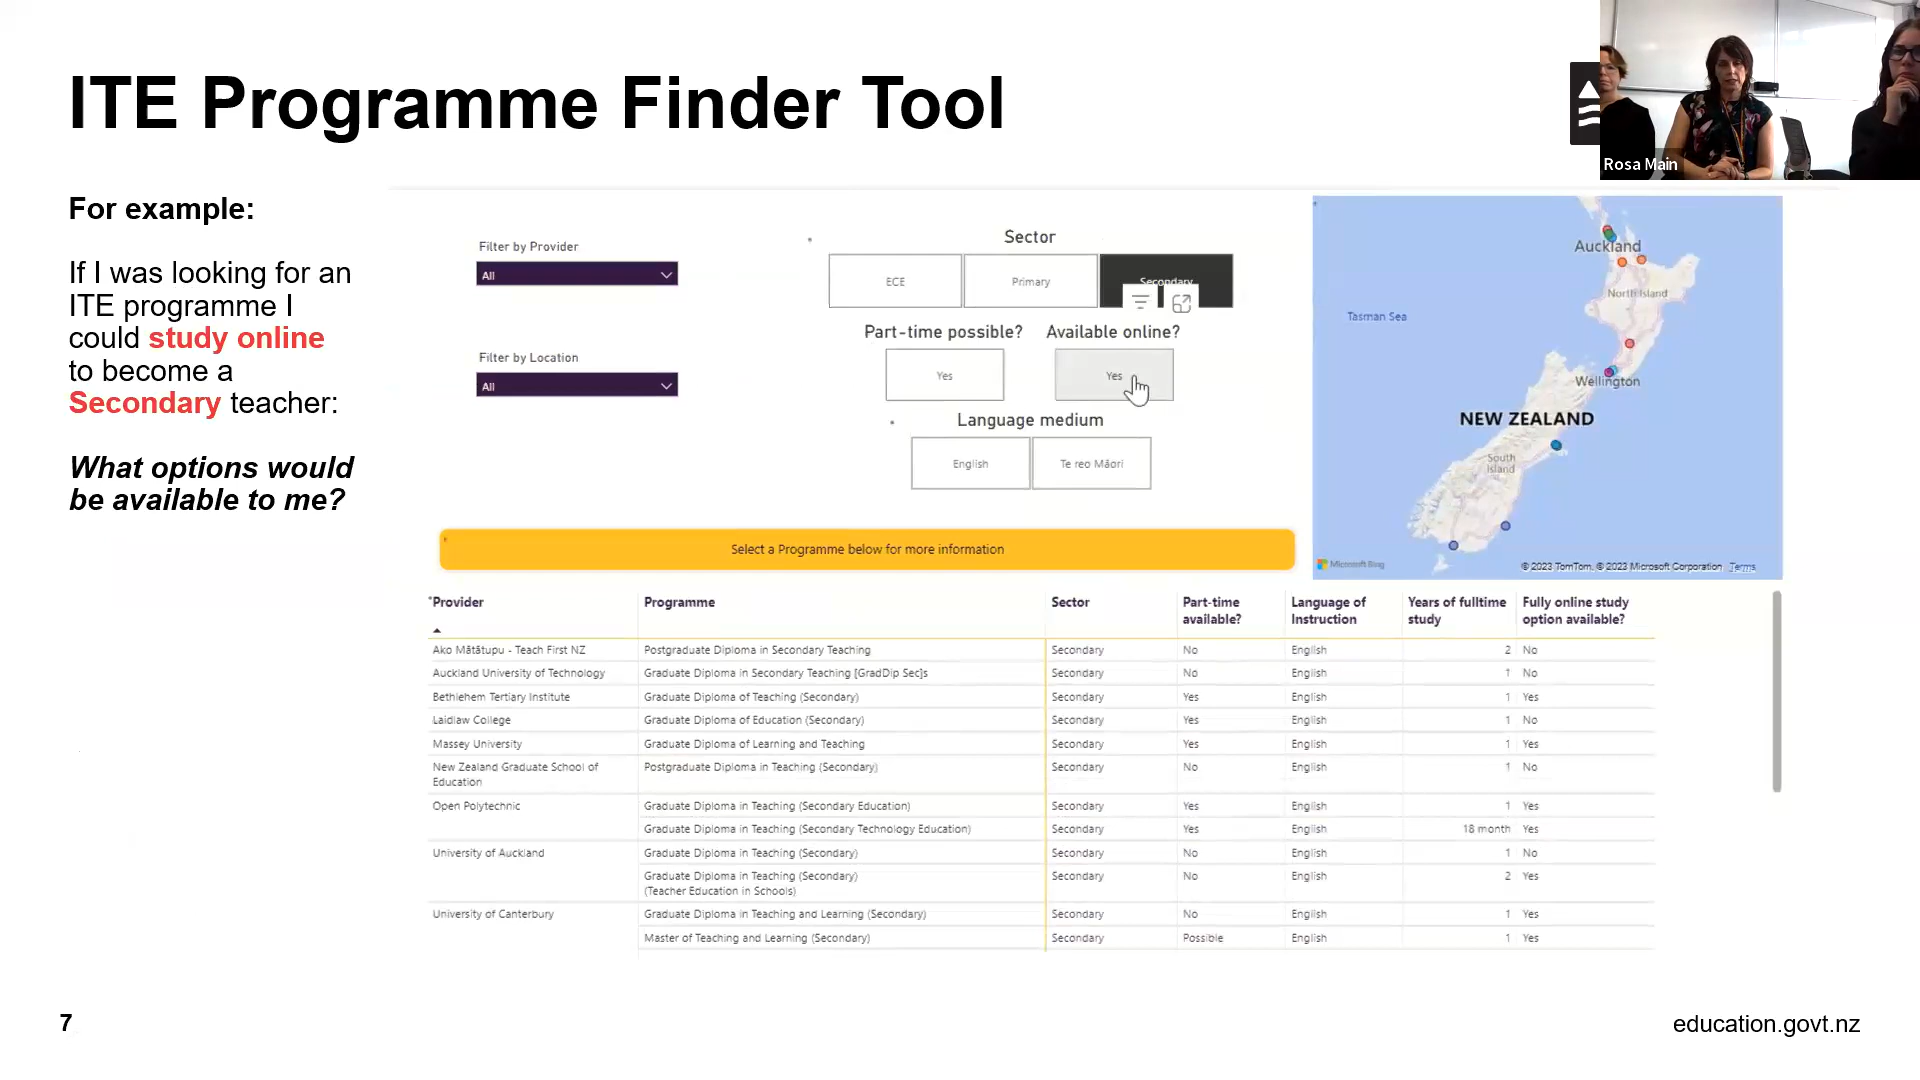 ITE Programme Finder Tool
Rosa Main
For example:
If I was looking for an
ITE programme I
could study online
to become a
Secondary teacher:
What options would
be available to me?
Filter by Provider
All
Filter by Location
All
Sector
ECE Primary Secondary
Part-time possible? Available online?
Yes Yes
Language medium
English Te reo Māori
Auckland
North Island
Tasman Sea
Wellington
NEW ZEALAND
South
Island
Microsoft Bing
© 2023 TomTom, © 2023 Microsoft Corporation Terms
Select a Programme below for more information
Provider Programme Sector Part-time available? Language of Instruction Years of fulltime study Fully online study option available?
Ako Mātātupu - Teach First NZ Postgraduate Diploma in Secondary Teaching Secondary No English 2 No
Auckland University of Technology Graduate Diploma in Secondary Teaching [GradDip Sec]s Secondary No English 1 No
Bethlehem Tertiary Institute Graduate Diploma of Teaching (Secondary) Secondary Yes English 1 Yes
Laidlaw College Graduate Diploma of Education (Secondary) Secondary Yes English 1 No
Massey University Graduate Diploma of Learning and Teaching Secondary Yes English 1 Yes
New Zealand Graduate School of Education Postgraduate Diploma in Teaching (Secondary) Secondary No English 1 No
Open Polytechnic Graduate Diploma in Teaching (Secondary Education) Secondary Yes English 1 Yes
Graduate Diploma in Teaching (Secondary Technology Education) Secondary Yes English 18 month Yes
University of Auckland Graduate Diploma in Teaching (Secondary) Secondary No English 1 No
Graduate Diploma in Teaching (Secondary) (Teacher Education in Schools) Secondary No English 2 Yes
University of Canterbury Graduate Diploma in Teaching and Learning (Secondary) Secondary No English 1 Yes
Master of Teaching and Learning (Secondary) Secondary Possible English 1 Yes
7
education.govt.nz